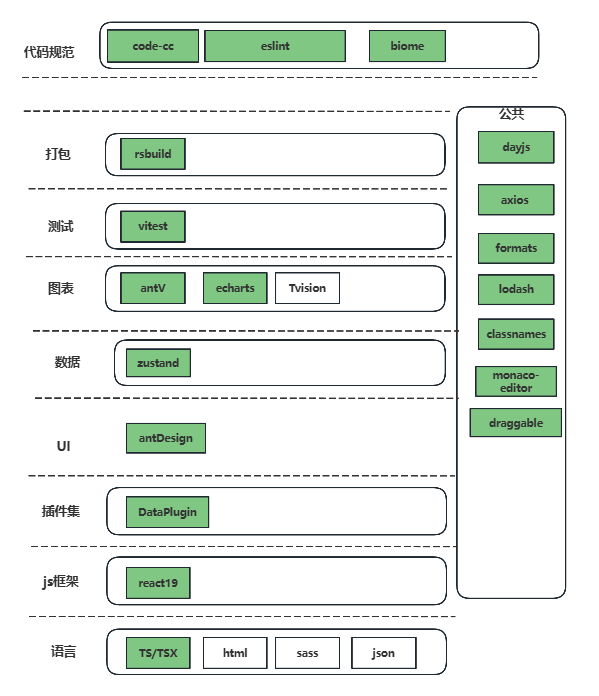 代码规范
code-cc
eslint
biome
公共
打包
rsbuild
dayjs
axios
测试
vitest
formats
图表
antV
echarts
Tvision
lodash
classnames
数据
zustand
monaco-
editor
draggable
UI
antDesign
插件集
DataPlugin
js框架
react19
语言
TS/TSX
html
sass
json